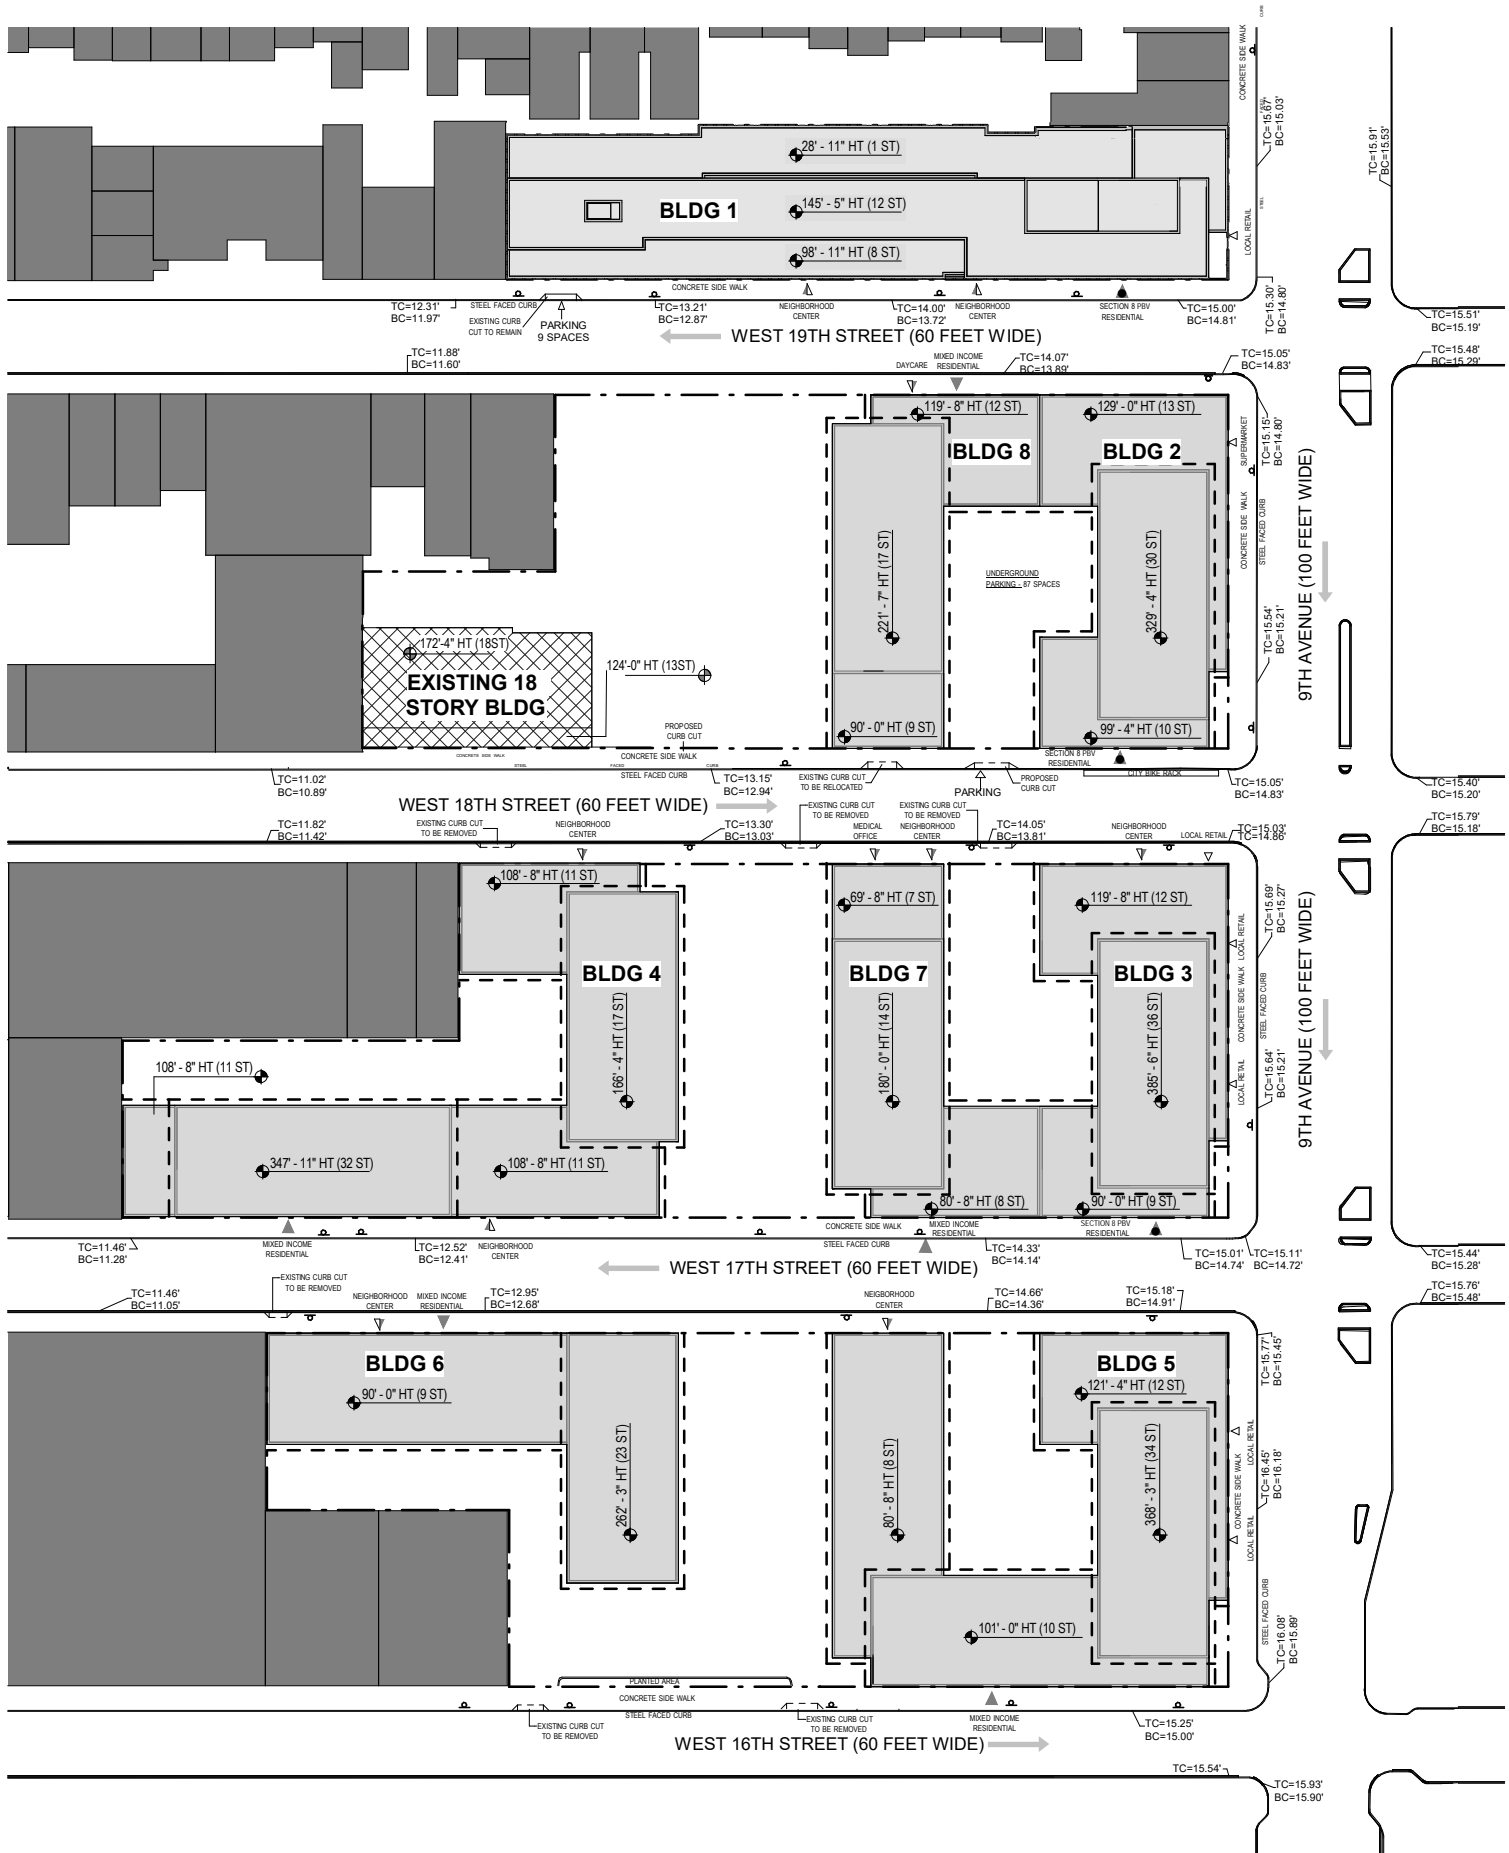 CURB
CONCRETE SIDE WALK
TC=15.67'
BC=15.03'
TC=15.91'
BC=15.53'
28' - 11" HT (1 ST)
145' - 5" HT (12 ST)
BLDG 1
98' - 11" HT (8 ST)
STEEL
LOCAL RETAIL
CONCRETE SIDE WALK
TC=12.31'
BC=11.97'
STEEL FACED CURB
EXISTING CURB
CUT TO REMAIN
PARKING
9 SPACES
TC=13.21'
BC=12.87'
NEIGHBORHOOD
CENTER
TC=14.00'
BC=13.72'
NEIGHBORHOOD
CENTER
SECTION 8 PBV
RESIDENTIAL
TC=15.00'
BC=14.81'
TC=15.30'
BC=14.80'
TC=15.51'
BC=15.19'
WEST 19TH STREET (60 FEET WIDE)
TC=11.88'
BC=11.60'
DAYCARE
MIXED INCOME
RESIDENTIAL
TC=14.07'
BC=13.89'
TC=15.05'
BC=14.83'
TC=15.48'
BC=15.29'
119' - 8" HT (12 ST)
129' - 0" HT (13 ST)
BLDG 8
BLDG 2
SUPERMARKET
TC=15.15'
BC=14.80'
CONCRETE SIDE WALK
STEEL FACED CURB
9TH AVENUE (100 FEET WIDE)
221' - 7" HT (17 ST)
UNDERGROUND
PARKING - 87 SPACES
329' - 4" HT (30 ST)
TC=15.54'
BC=15.21'
172'-4" HT (18ST)
124'-0" HT (13ST)
EXISTING 18
STORY BLDG
90' - 0" HT (9 ST)
99' - 4" HT (10 ST)
PROPOSED
CURB CUT
CONCRETE SIDE WALK
CONCRETE SIDE WALK
STEEL
FACED
CURB
STEEL FACED CURB
SECTION 8 PBV
RESIDENTIAL
CITY BIKE RACK
TC=11.02'
BC=10.89'
TC=13.15'
BC=12.94'
EXISTING CURB CUT
TO BE RELOCATED
PARKING
PROPOSED
CURB CUT
TC=15.05'
BC=14.83'
TC=15.40'
BC=15.20'
WEST 18TH STREET (60 FEET WIDE)
TC=11.82'
BC=11.42'
EXISTING CURB CUT
TO BE REMOVED
NEIGHBORHOOD
CENTER
TC=13.30'
BC=13.03'
EXISTING CURB CUT
TO BE REMOVED
MEDICAL
OFFICE
EXISTING CURB CUT
TO BE REMOVED
NEIGHBORHOOD
CENTER
TC=14.05'
BC=13.81'
NEIGHBORHOOD
CENTER
LOCAL RETAIL
TC=15.03'
TC=14.86'
TC=15.79'
BC=15.18'
108' - 8" HT (11 ST)
69' - 8" HT (7 ST)
119' - 8" HT (12 ST)
TC=15.69'
BC=15.27'
LOCAL RETAIL
BLDG 4
BLDG 7
BLDG 3
CONCRETE SIDE WALK
STEEL FACED CURB
9TH AVENUE (100 FEET WIDE)
166' - 4" HT (17 ST)
180' - 0" HT (14 ST)
385' - 6" HT (36 ST)
108' - 8" HT (11 ST)
LOCAL RETAIL
TC=15.64'
BC=15.21'
347' - 11" HT (32 ST)
108' - 8" HT (11 ST)
80' - 8" HT (8 ST)
90' - 0" HT (9 ST)
CONCRETE SIDE WALK
STEEL FACED CURB
MIXED INCOME
RESIDENTIAL
SECTION 8 PBV
RESIDENTIAL
TC=11.46'
BC=11.28'
MIXED INCOME
RESIDENTIAL
TC=12.52'
BC=12.41'
NEIGHBORHOOD
CENTER
TC=14.33'
BC=14.14'
TC=15.01'
BC=14.74'
TC=15.11'
BC=14.72'
TC=15.44'
BC=15.28'
WEST 17TH STREET (60 FEET WIDE)
EXISTING CURB CUT
TO BE REMOVED
TC=11.46'
BC=11.05'
NEIGHBORHOOD
CENTER
MIXED INCOME
RESIDENTIAL
TC=12.95'
BC=12.68'
NEIGBORHOOD
CENTER
TC=14.66'
BC=14.36'
TC=15.18'
BC=14.91'
TC=15.76'
BC=15.48'
TC=15.77'
BC=15.45'
BLDG 6
BLDG 5
90' - 0" HT (9 ST)
121' - 4" HT (12 ST)
262' - 3" HT (23 ST)
80' - 8" HT (8 ST)
368' - 3" HT (34 ST)
LOCAL RETAIL
CONCRETE SIDE WALK
TC=16.45'
BC=16.18'
LOCAL RETAIL
STEEL FACED CURB
101' - 0" HT (10 ST)
TC=16.08'
BC=15.89'
PLANTED AREA
CONCRETE SIDE WALK
STEEL FACED CURB
EXISTING CURB CUT
TO BE REMOVED
EXISTING CURB CUT
TO BE REMOVED
MIXED INCOME
RESIDENTIAL
TC=15.25'
BC=15.00'
WEST 16TH STREET (60 FEET WIDE)
TC=15.54'
TC=15.93'
BC=15.90'